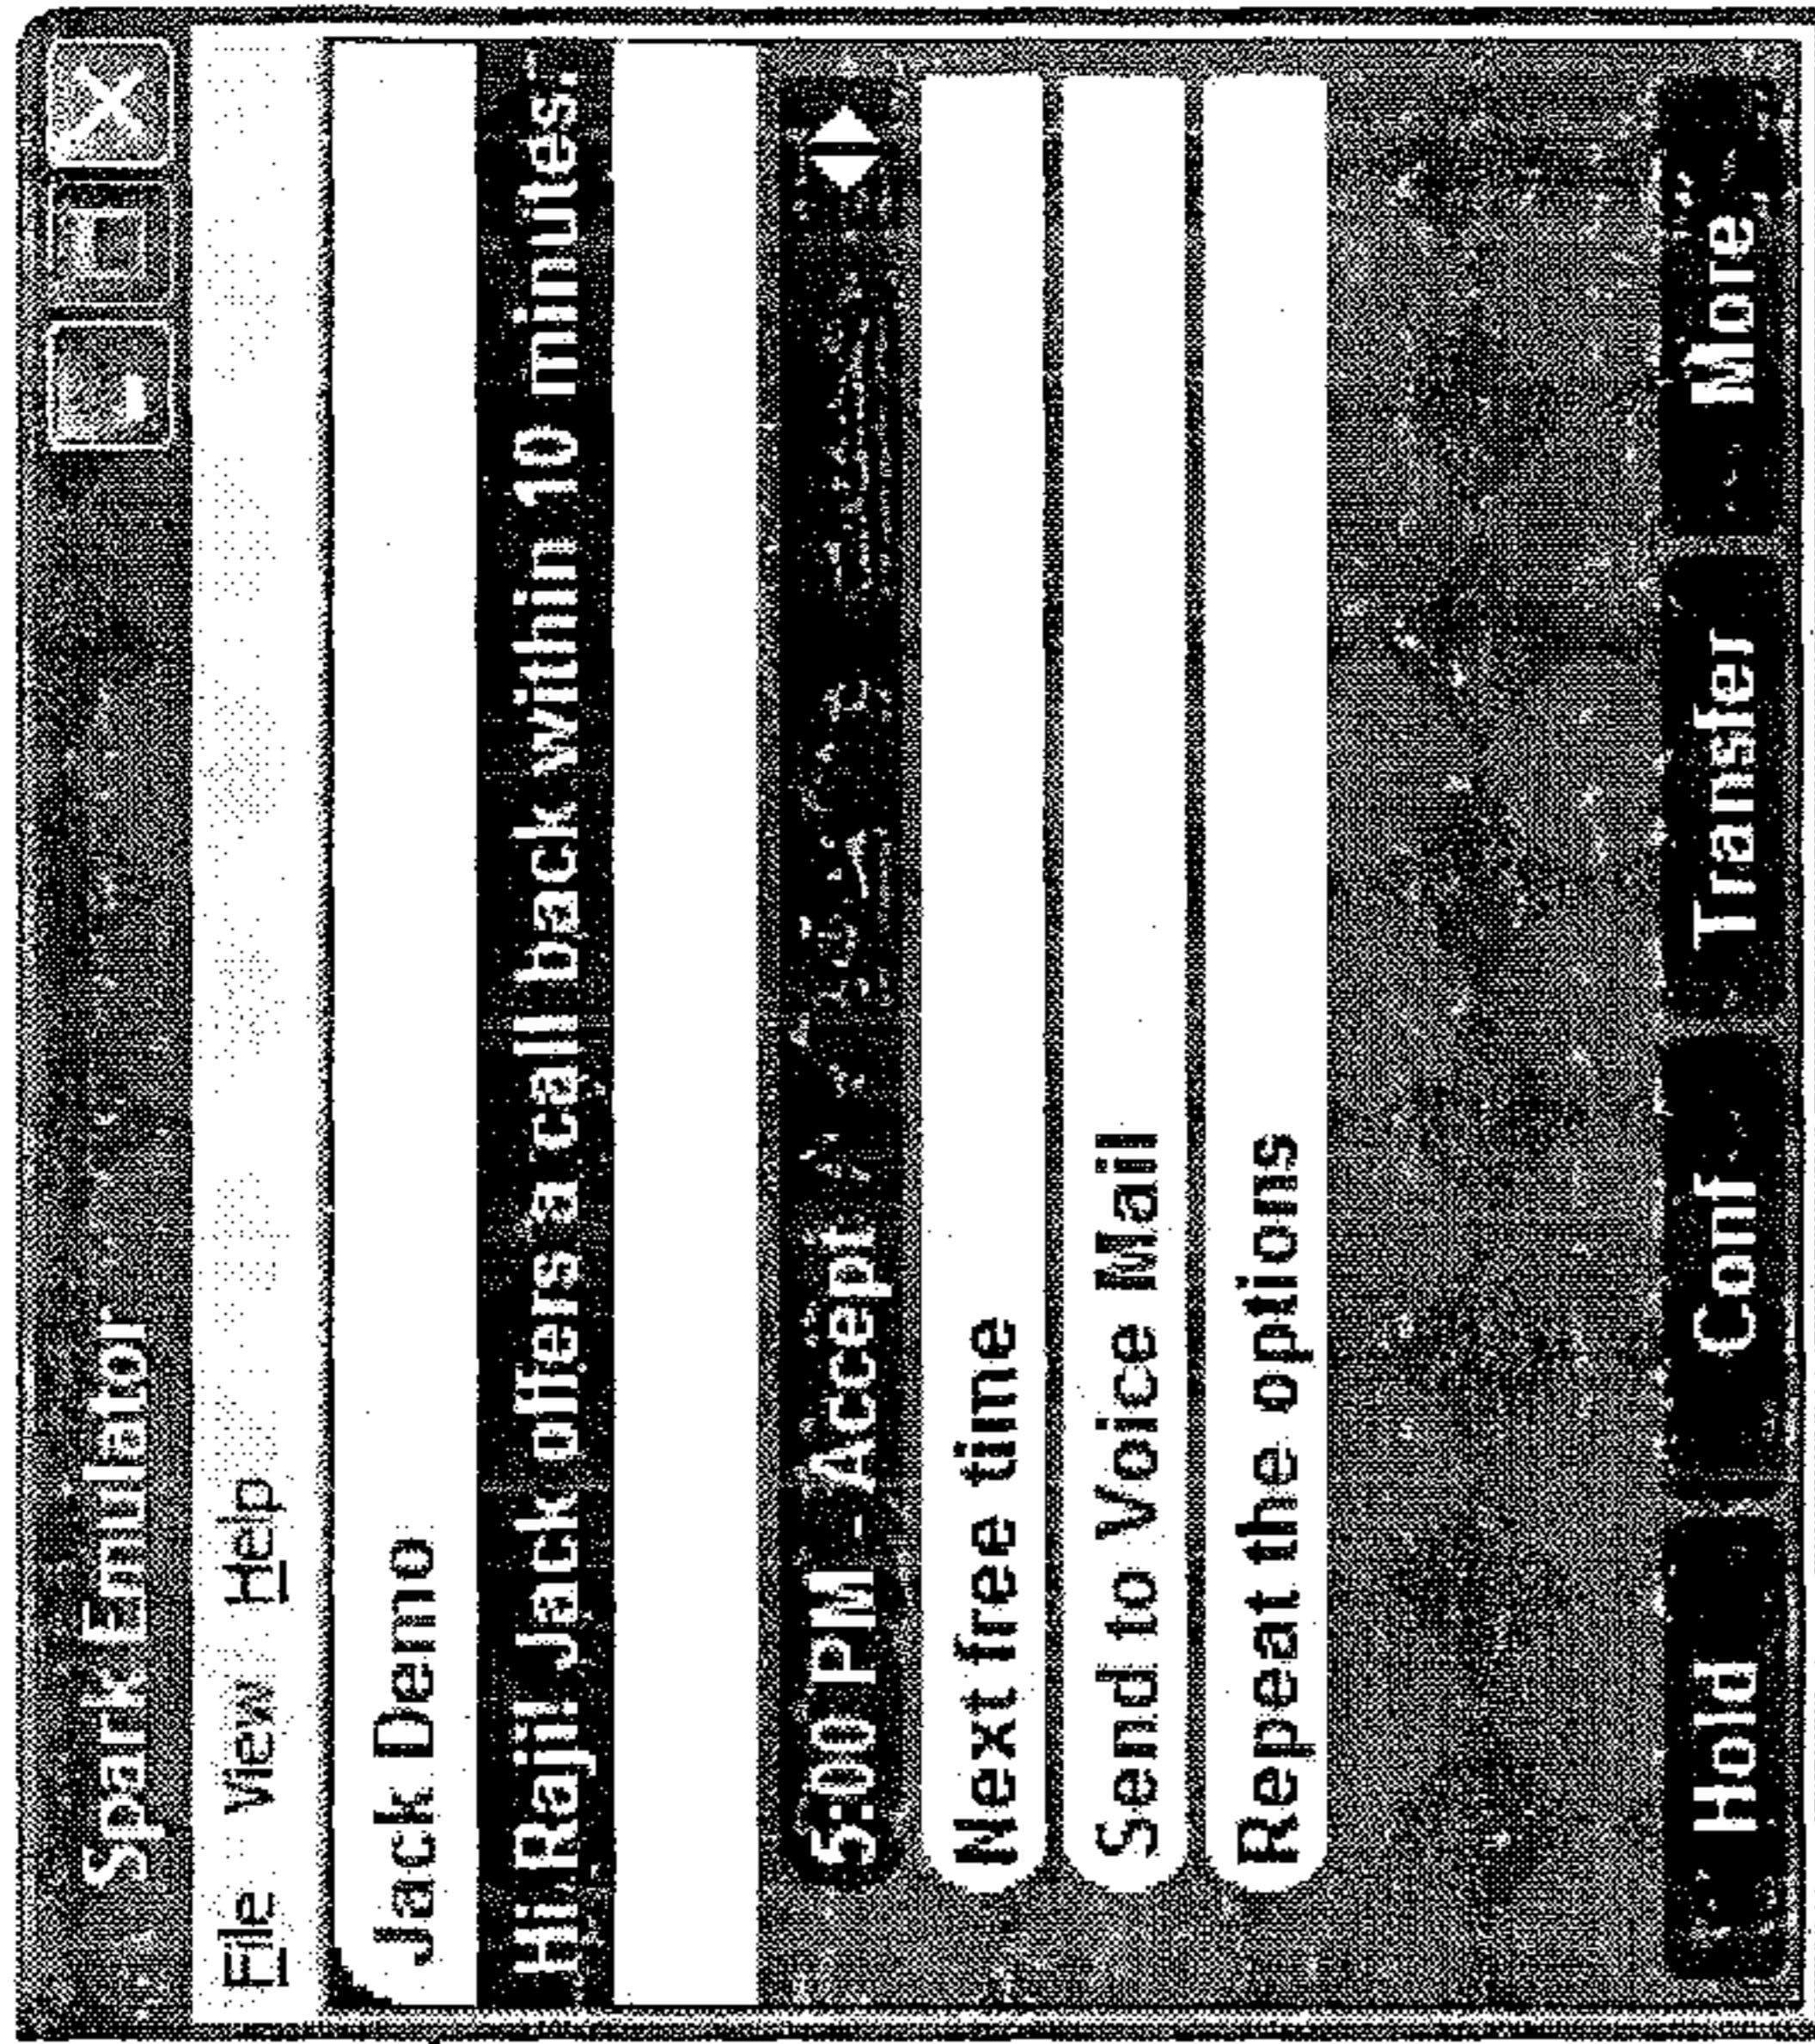 Spark Emulator
File View Help
Jack Demo
Hi Raji! Jack offers a call back within 10 minutes.
5:00 PM - Accept
Next free time
Send to Voice Mail
Repeat the options
Hold Conf Transfer More